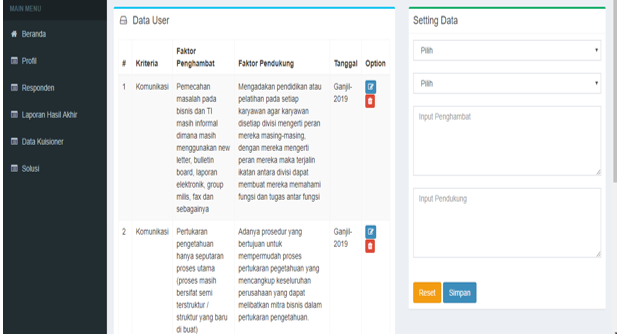 MAIN MENU
Beranda
Profil
Responden
Laporan Hasil Akhir
Data Kuisioner
Solusi
Data User
# Kriteria Faktor Penghambat Faktor Pendukung Tanggal Option
1 Komunikasi
Pemecahan
masalah pada
bisnis dan TI
masih informal
dimana masih
menggunakan new
letter, bulletin
board, laporan
elektronik, group
milis, fax dan
sebagainya
Mengadakan pendidikan atau
pelatihan pada setiap
karyawan agar karyawan
disetiap divisi mengerti peran
mereka masing-masing,
dengan mereka mengerti
peran mereka maka terjalin
ikatan antara divisi dapat
membuat mereka memahami
fungsi dan tugas antar fungsi
Ganjil-
2019
2 Komunikasi
Pertukaran
pengetahuan
hanya seputaran
proses utama
(proses masih
bersifat semi
terstruktur /
struktur yang baru
di buat)
Adanya prosedur yang
bertujuan untuk
mempermudah proses
pertukaran pegetahuan yang
mencangkup keseluruhan
perusahaan yang dapat
melibatkan mitra bisnis dalam
pertukaran pengetahuan.
Ganjil-
2019
Setting Data
Pilih
Pilih
Input Penghambat
Input Pendukung
Reset
Simpan